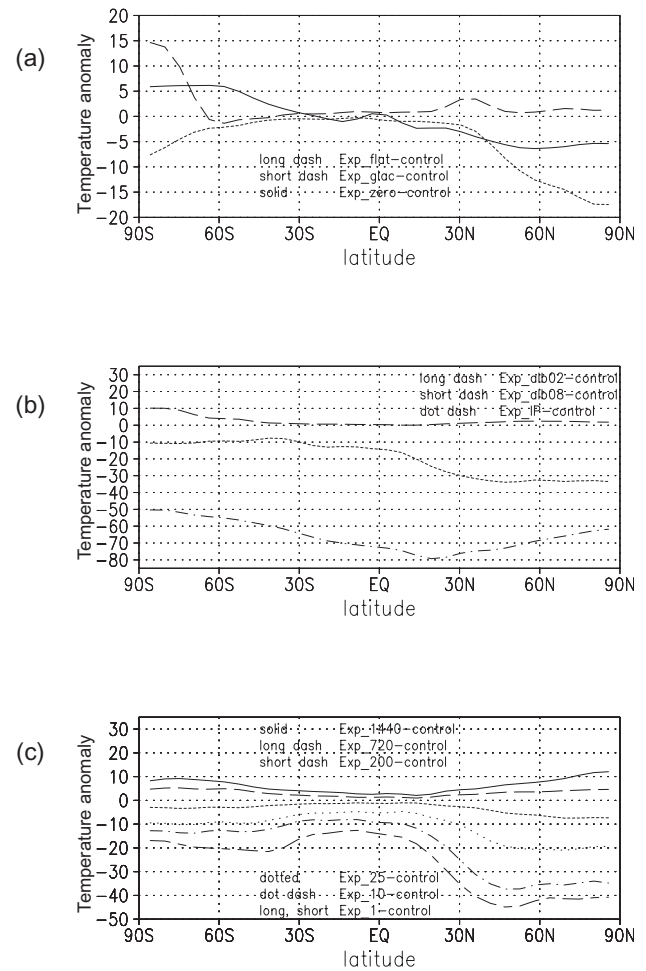 (a)
Temperature anomaly
20
15
10
5
0
−5
−10
−15
−20
long dash Exp_flat−control
short dash Exp_glac−control
solid Exp_zero−control
90S 60S 30S EQ 30N 60N 90N
latitude
(b)
Temperature anomaly
30
20
10
0
−10
−20
−30
−40
−50
−60
−70
−80
long dash Exp_alb02−control
short dash Exp_alb08−control
dot dash Exp_IP−control
90S 60S 30S EQ 30N 60N 90N
latitude
(c)
Temperature anomaly
30
20
10
0
−10
−20
−30
−40
−50
solid Exp_1440−control
long dash Exp_720−control
short dash Exp_200−control
dotted Exp_25−control
dot dash Exp_10−control
long, short Exp_1−control
90S 60S 30S EQ 30N 60N 90N
latitude